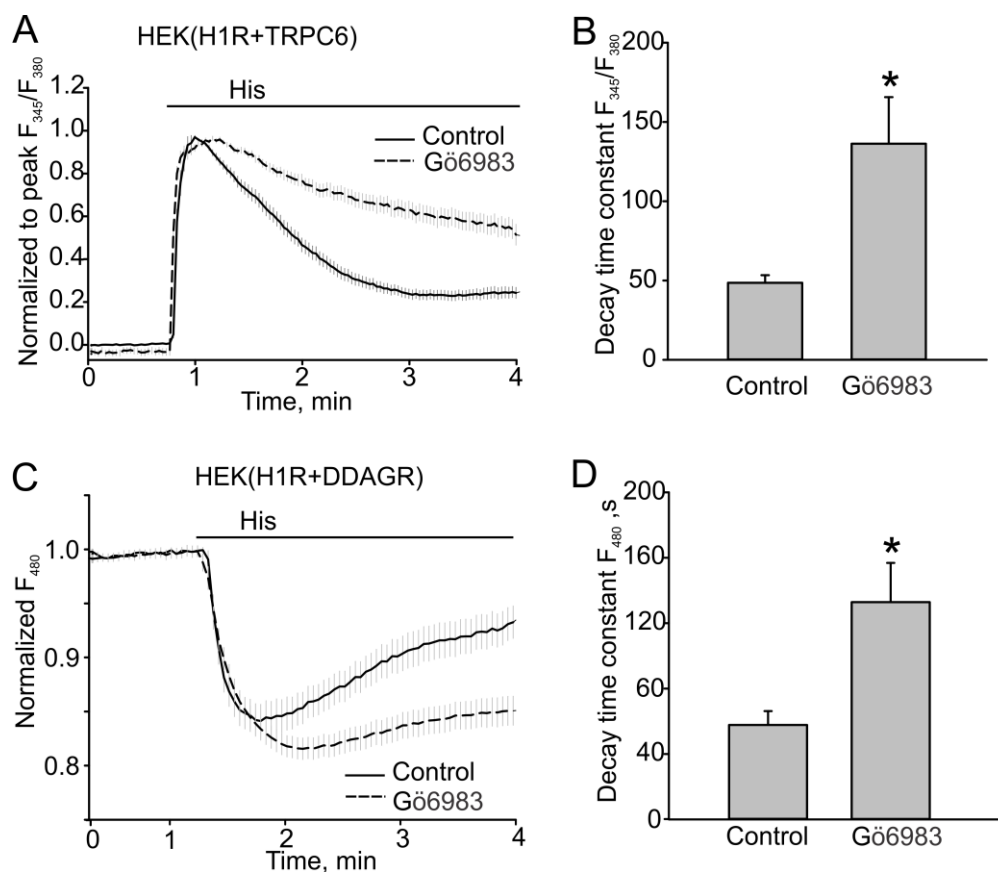 A
HEK(H1R+TRPC6)
Normalized to peak F345/F380
1.2
1.0
0.8
0.6
0.4
0.2
0.0
His
Control
Gö6983
0 1 2 3 4
Time, min
B
Decay time constant F345/F380
200
150
100
50
0
*
Control Gö6983
C
HEK(H1R+DDAGR)
Normalized F480
1.0
0.9
0.8
His
Control
Gö6983
0 1 2 3 4
Time, min
D
Decay time constant F480 ,s
200
160
120
60
40
0
*
Control Gö6983